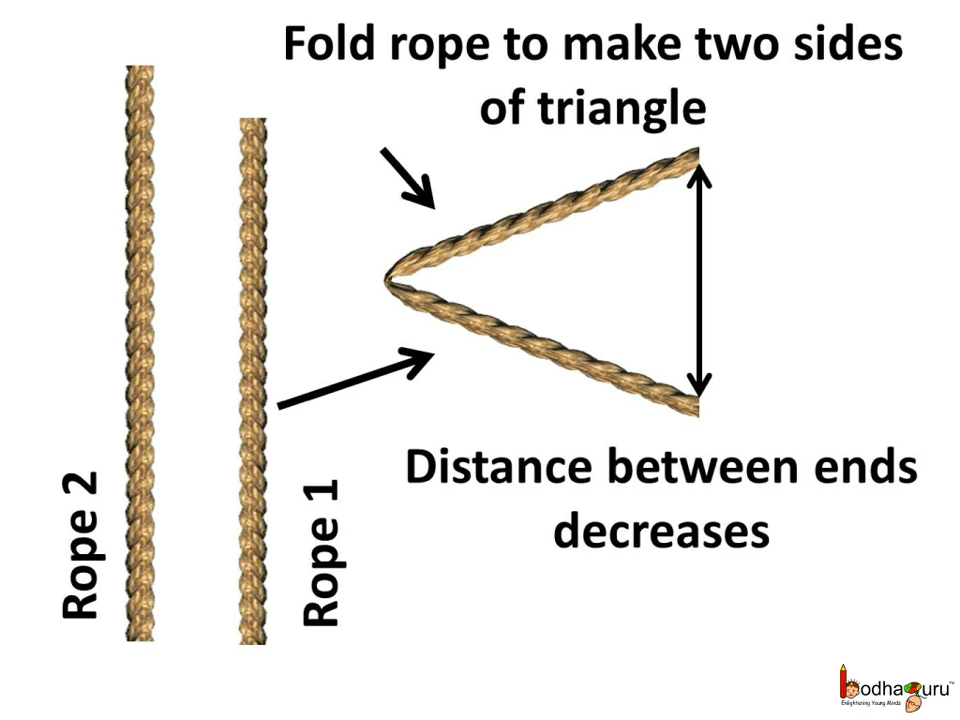 Fold rope to make two sides
of triangle
Rope 2
Rope 1
Distance between ends
decreases
bodhaguru™
Enlightening Young Minds